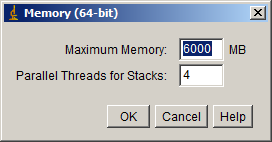 Memory (64-bit)
Maximum Memory: 6000 MB
Parallel Threads for Stacks: 4
OK Cancel Help